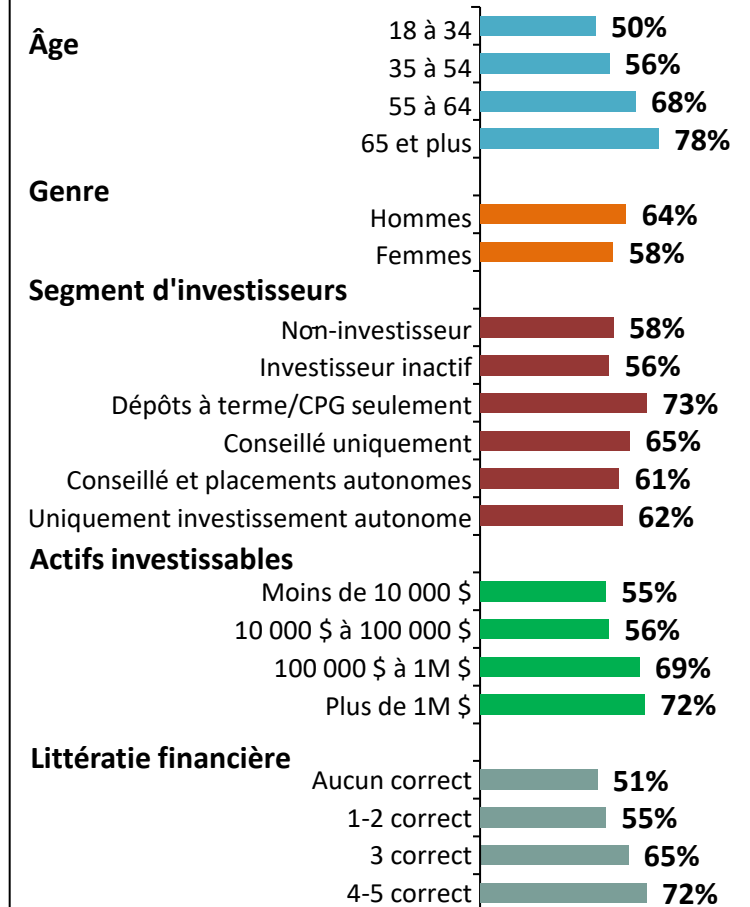 Âge
18 à 34 50%
35 à 54 56%
55 à 64 68%
65 et plus 78%
Genre
Hommes 64%
Femmes 58%
Segment d'investisseurs
Non-investisseur 58%
Investisseur inactif 56%
Dépôts à terme/CPG seulement 73%
Conseillé uniquement 65%
Conseillé et placements autonomes 61%
Uniquement investissement autonome 62%
Actifs investissables
Moins de 10 000 $ 55%
10 000 $ à 100 000 $ 56%
100 000 $ à 1M $ 69%
Plus de 1M $ 72%
Littératie financière
Aucun correct 51%
1-2 correct 55%
3 correct 65%
4-5 correct 72%